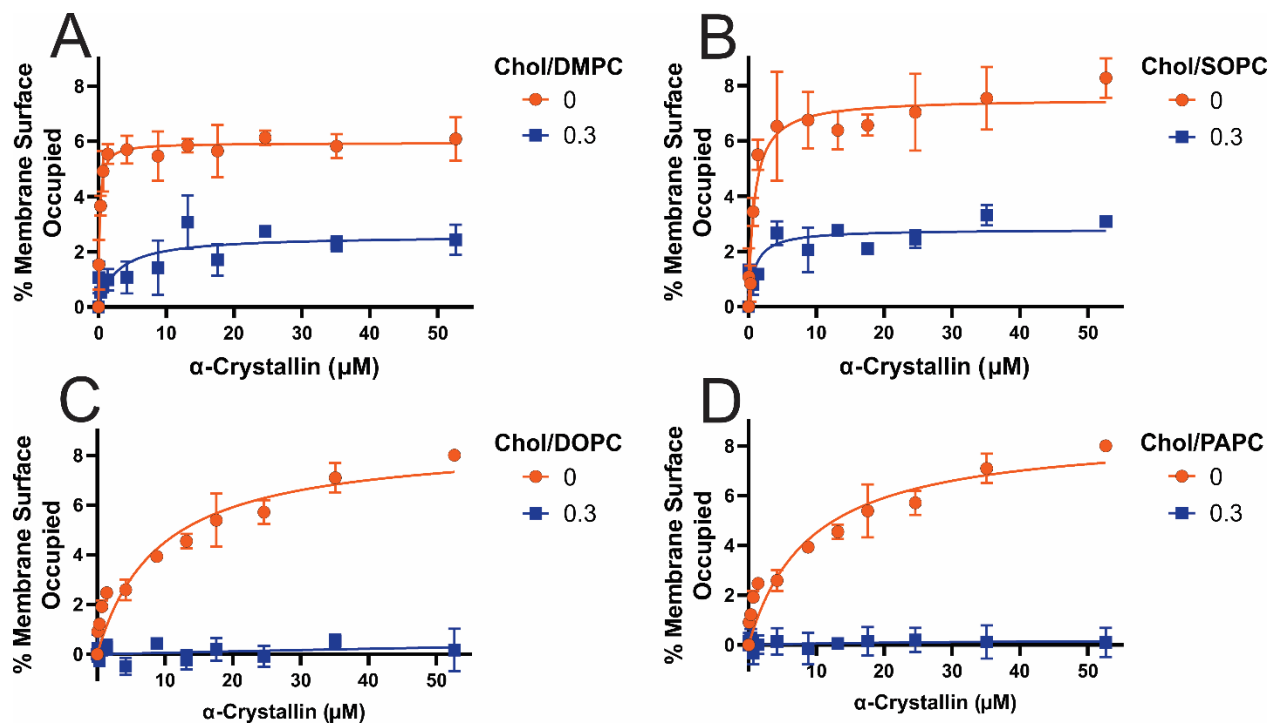 A
% Membrane Surface
Occupied
8
6
4
2
0
0
10
20
30
40
50
α-Crystallin (µM)
Chol/DMPC
0
0.3
B
% Membrane Surface
Occupied
8
6
4
2
0
0
10
20
30
40
50
α-Crystallin (µM)
Chol/SOPC
0
0.3
C
% Membrane Surface
Occupied
8
6
4
2
0
0
10
20
30
40
50
α-Crystallin (µM)
Chol/DOPC
0
0.3
D
% Membrane Surface
Occupied
8
6
4
2
0
0
10
20
30
40
50
α-Crystallin (µM)
Chol/PAPC
0
0.3